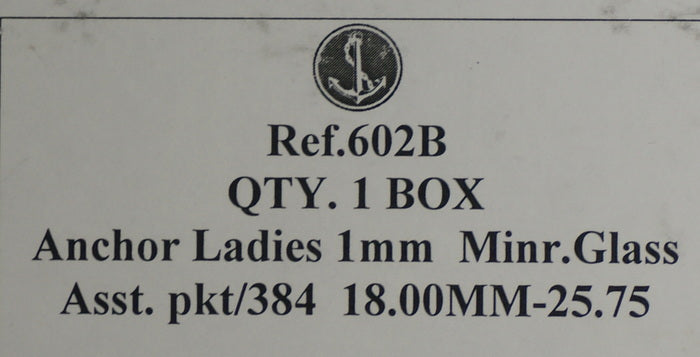 Ref.602B
QTY. 1 BOX
Anchor Ladies 1mm Minr.Glass
Asst. pkt/384 18.00MM-25.75